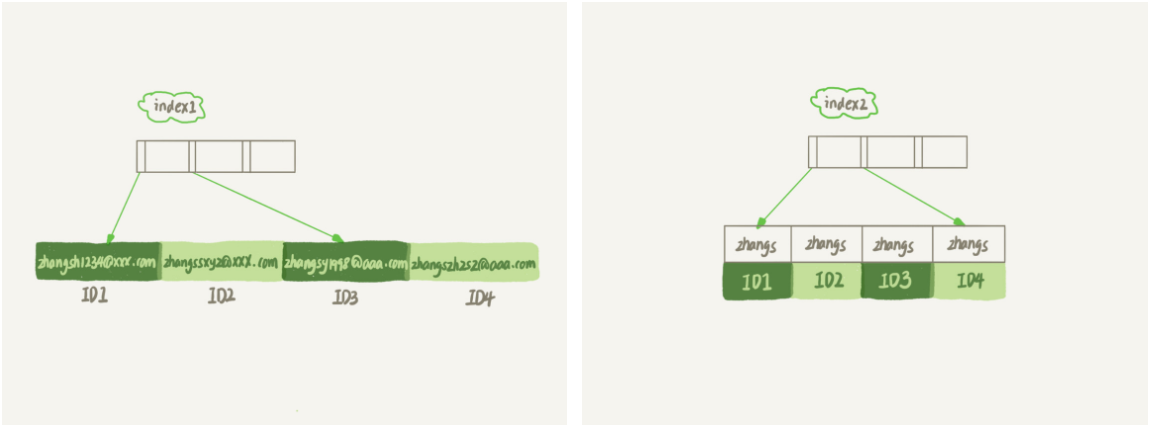 index1
zhangsh1234@xxx.com zhangssxyz@xxx.com zhangsy1998@aaa.com zhangszhzsz@aaa.com
ID1 ID2 ID3 ID4
index2
zhangs zhangs zhangs zhangs
ID1 ID2 ID3 ID4